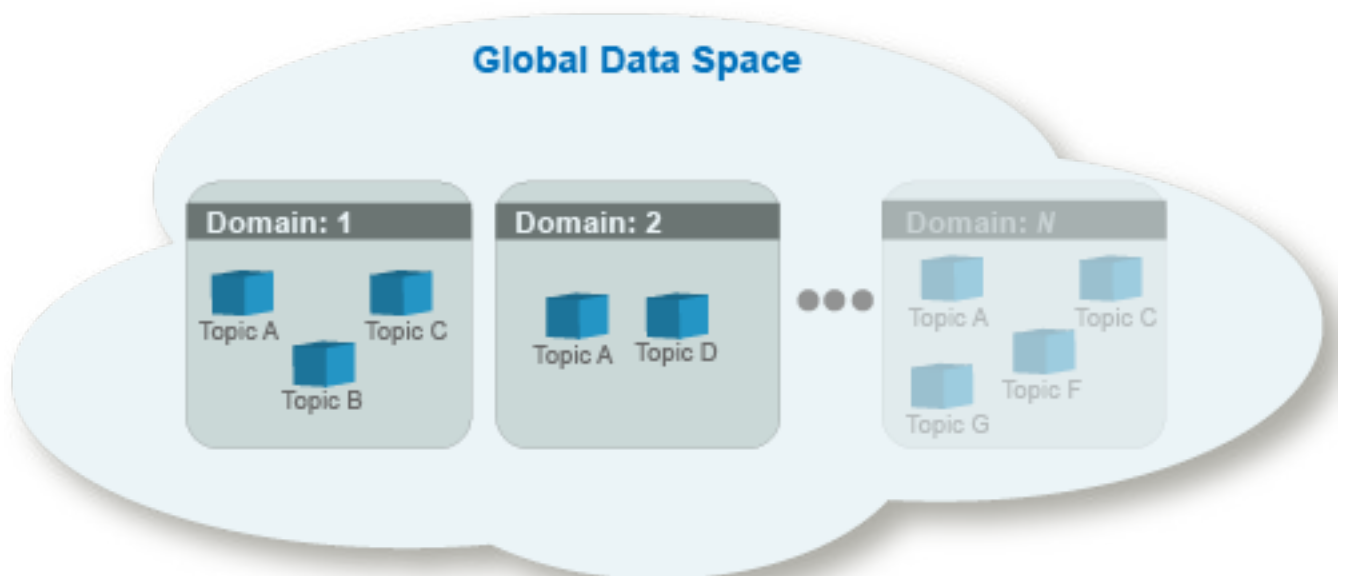 Global Data Space
Domain: 1
Topic A
Topic C
Topic B
Domain: 2
Topic A
Topic D
Domain: N
Topic A
Topic C
Topic F
Topic G